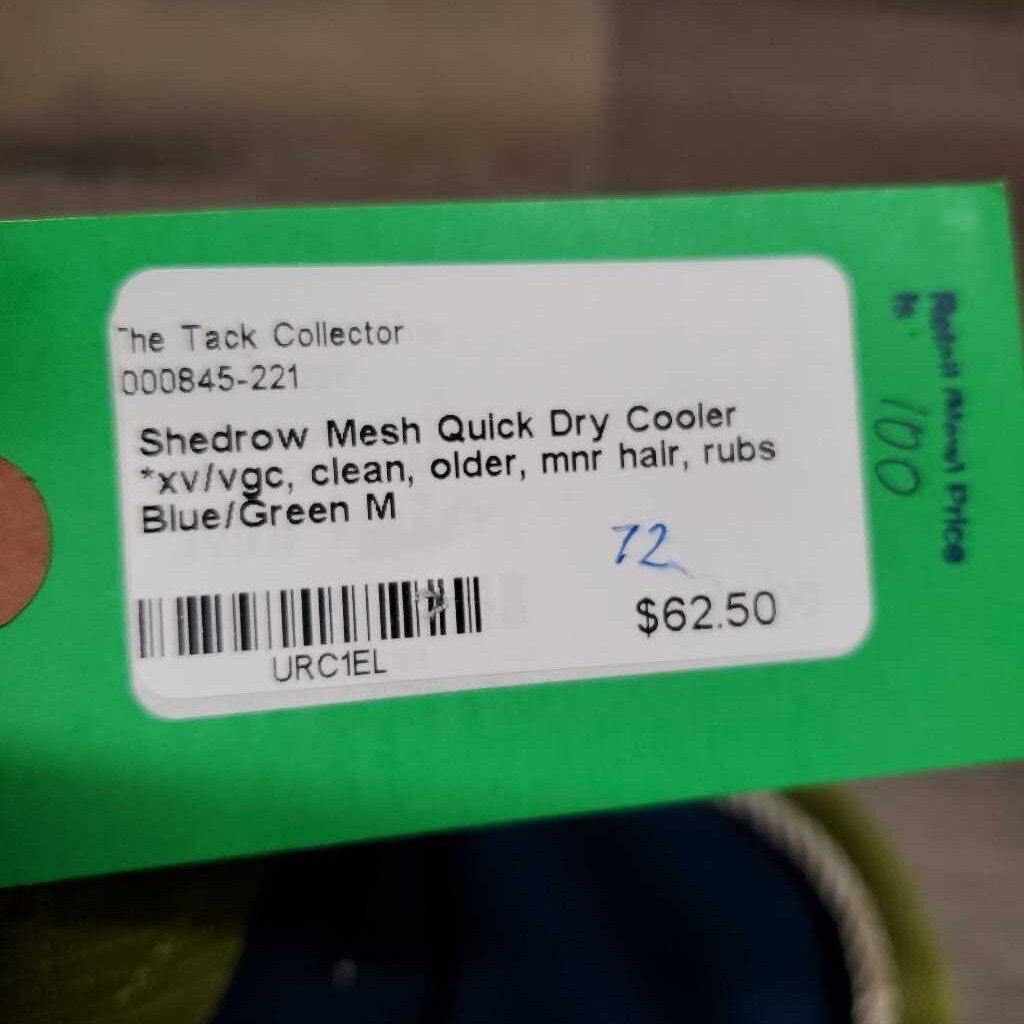 The Tack Collector
000845-221
Shedrow Mesh Quick Dry Cooler
*xv/vgc, clean, older, mnr hair, rubs
Blue/Green M
72
$62.50
URC1EL
Retail Price
is.
100